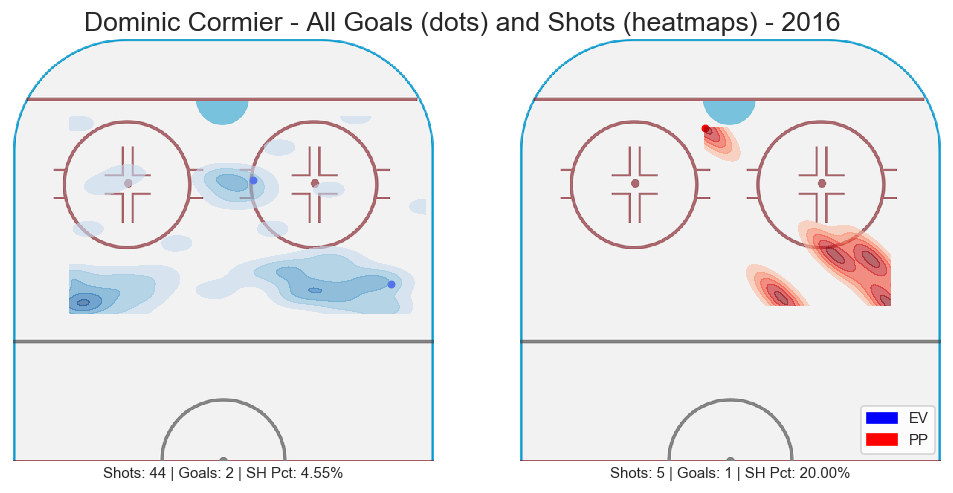 Dominic Cormier - All Goals (dots) and Shots (heatmaps) - 2016
EV
PP
Shots: 44 | Goals: 2 | SH Pct: 4.55%
Shots: 5 | Goals: 1 | SH Pct: 20.00%